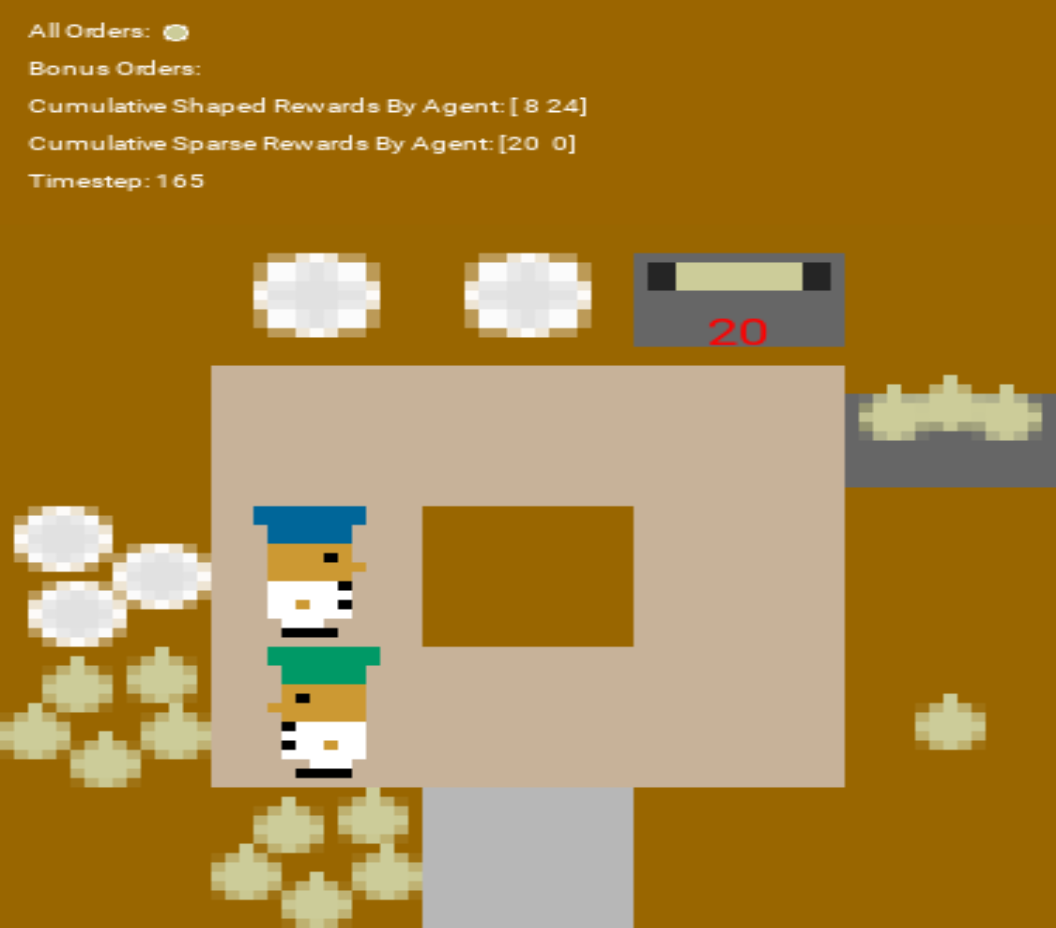 All Orders:
Bonus Orders:
Cumulative Shaped Rewards By Agent: [ 8 24]
Cumulative Sparse Rewards By Agent: [20  0]
Timestep: 165
20